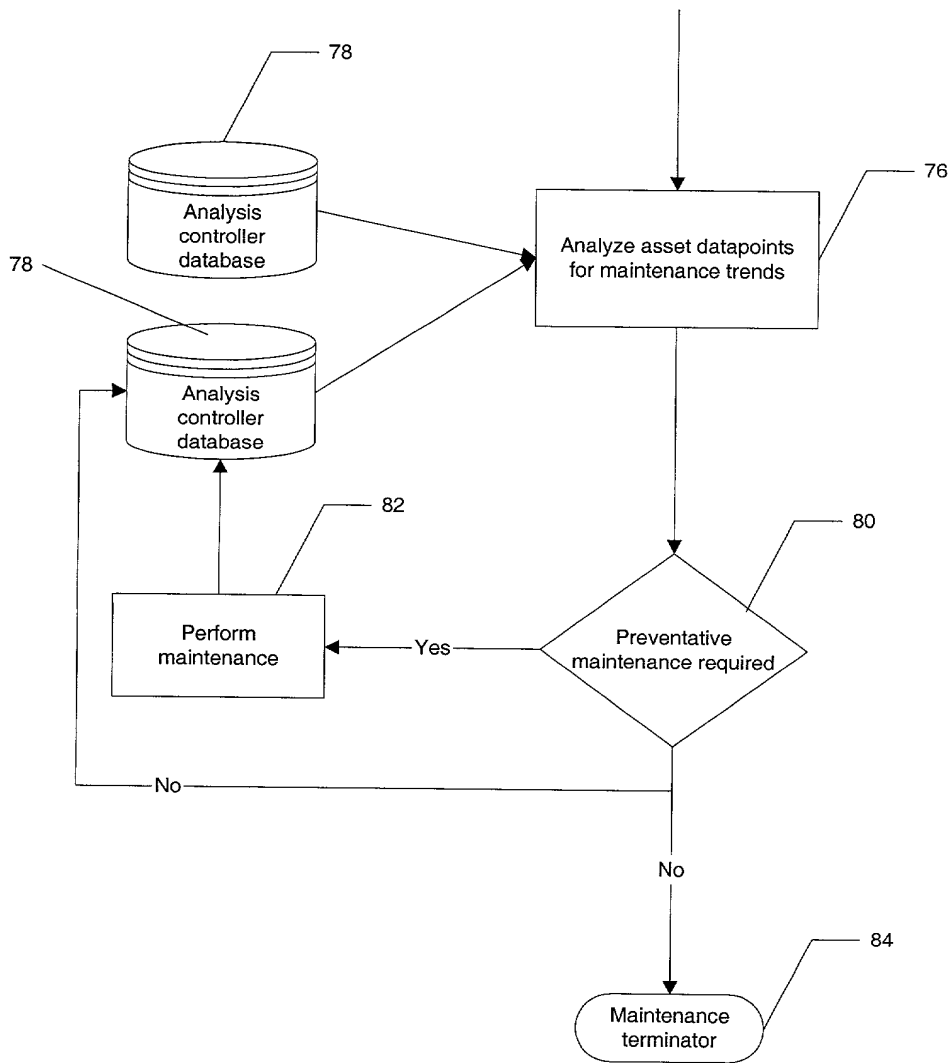 78
Analysis
controller
database
76
Analyze asset datapoints
for maintenance trends
78
Analysis
controller
database
82
Perform
maintenance
Yes
80
Preventative
maintenance required
No
No
84
Maintenance
terminator